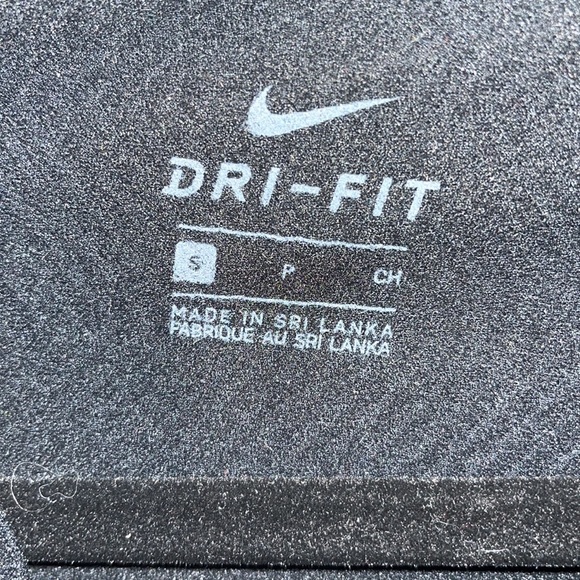 DRI-FIT
S P CH
MADE IN SRI LANKA
FABRIQUE AU SRI LANKA